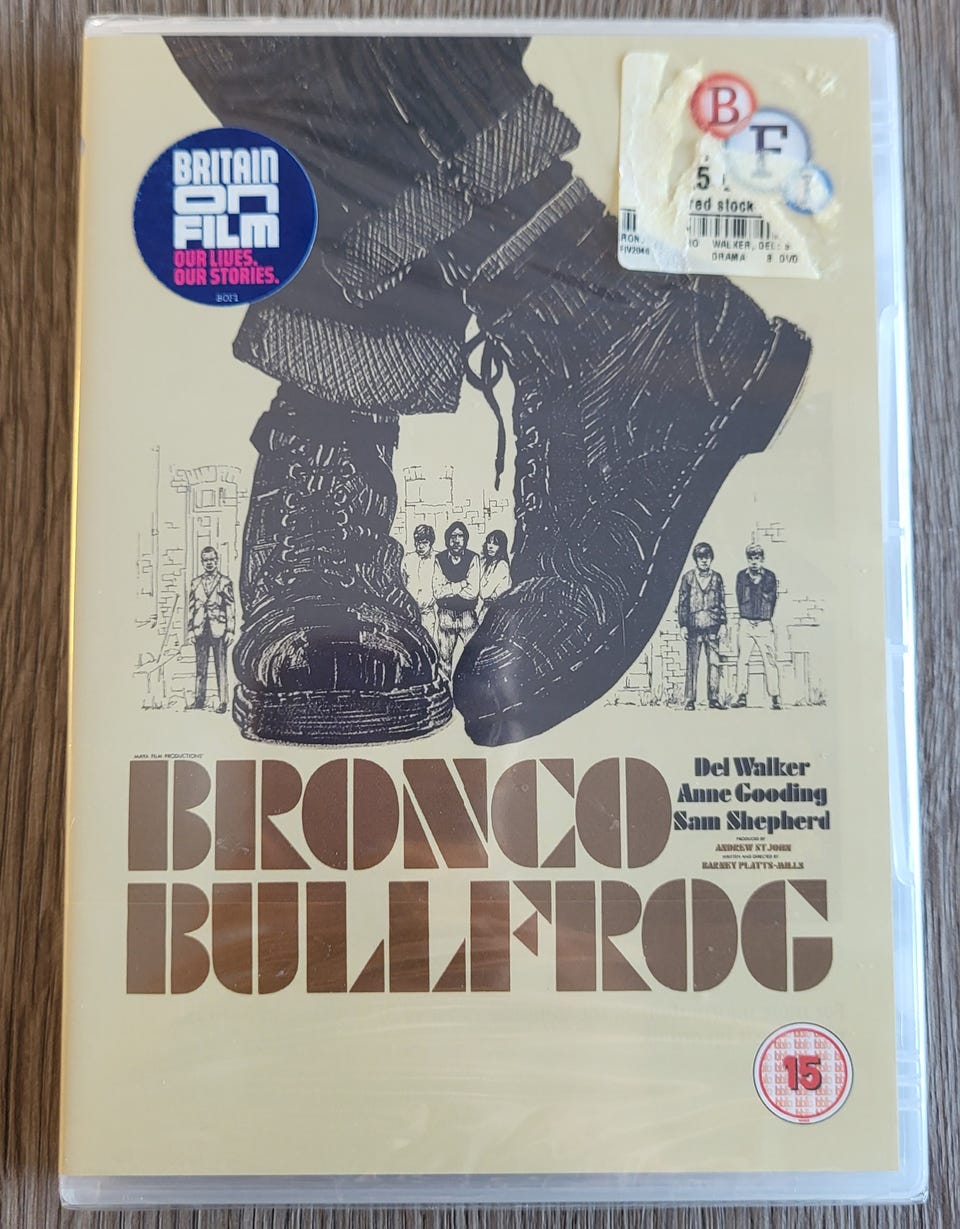 BRITAIN
ON
FILM
OUR LIVES.
OUR STORIES.
B
F
I
red stock
WALKER, DEL:
DRAMA
DVD
MAYA FILM PRODUCTIONS'
BRONCO
BULLFROG
Del Walker
Anne Gooding
Sam Shepherd
PRODUCED BY
ANDREW ST JOHN
WRITTEN AND DIRECTED BY
BARNEY PLATTS-MILLS
15